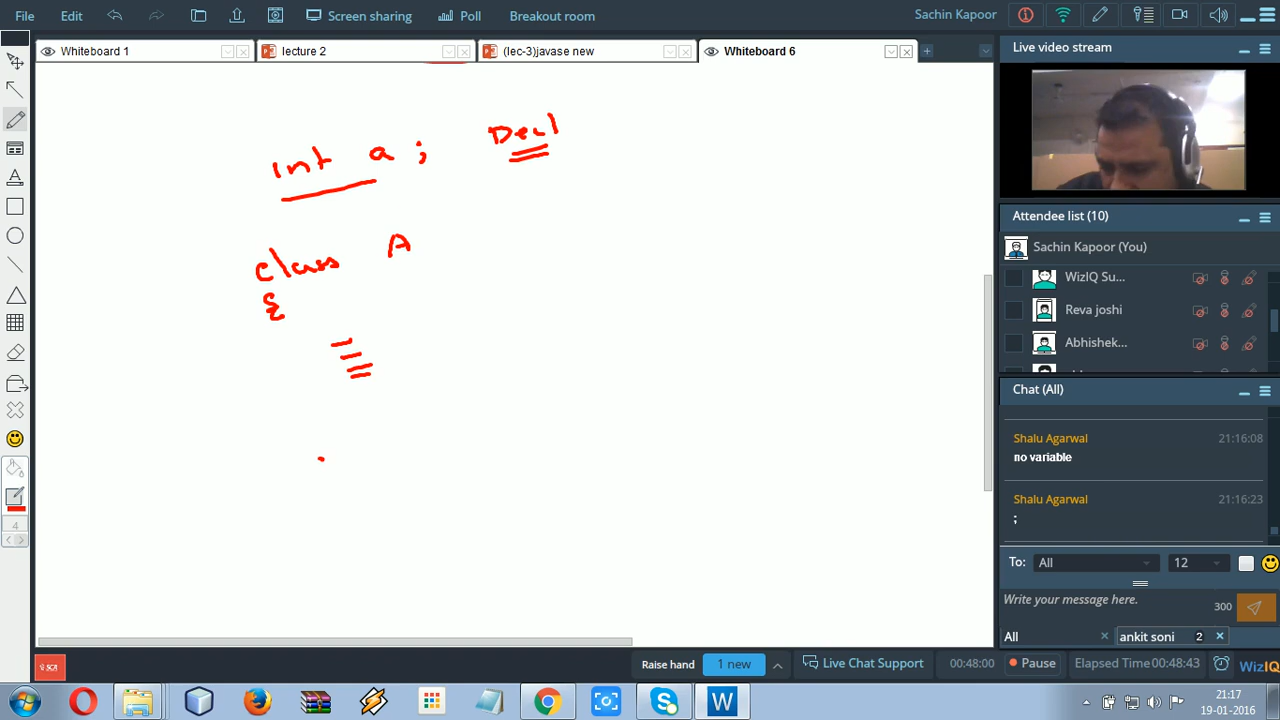 File Edit Screen sharing Poll Breakout room Sachin Kapoor
Whiteboard 1 lecture 2 (lec-3)javase new Whiteboard 6
Live video stream
int a ; Decl
class A
{
Attendee list (10)
Sachin Kapoor (You)
WizIQ Su...
Reva joshi
Abhishek...
Chat (All)
Shalu Agarwal 21:16:08
no variable
Shalu Agarwal 21:16:23
;
To: All 12
Write your message here. 300
All ankit soni 2
4
SCR Raise hand 1 new Live Chat Support 00:48:00 Pause Elapsed Time 00:48:43 WizIQ
21:17
19-01-2016